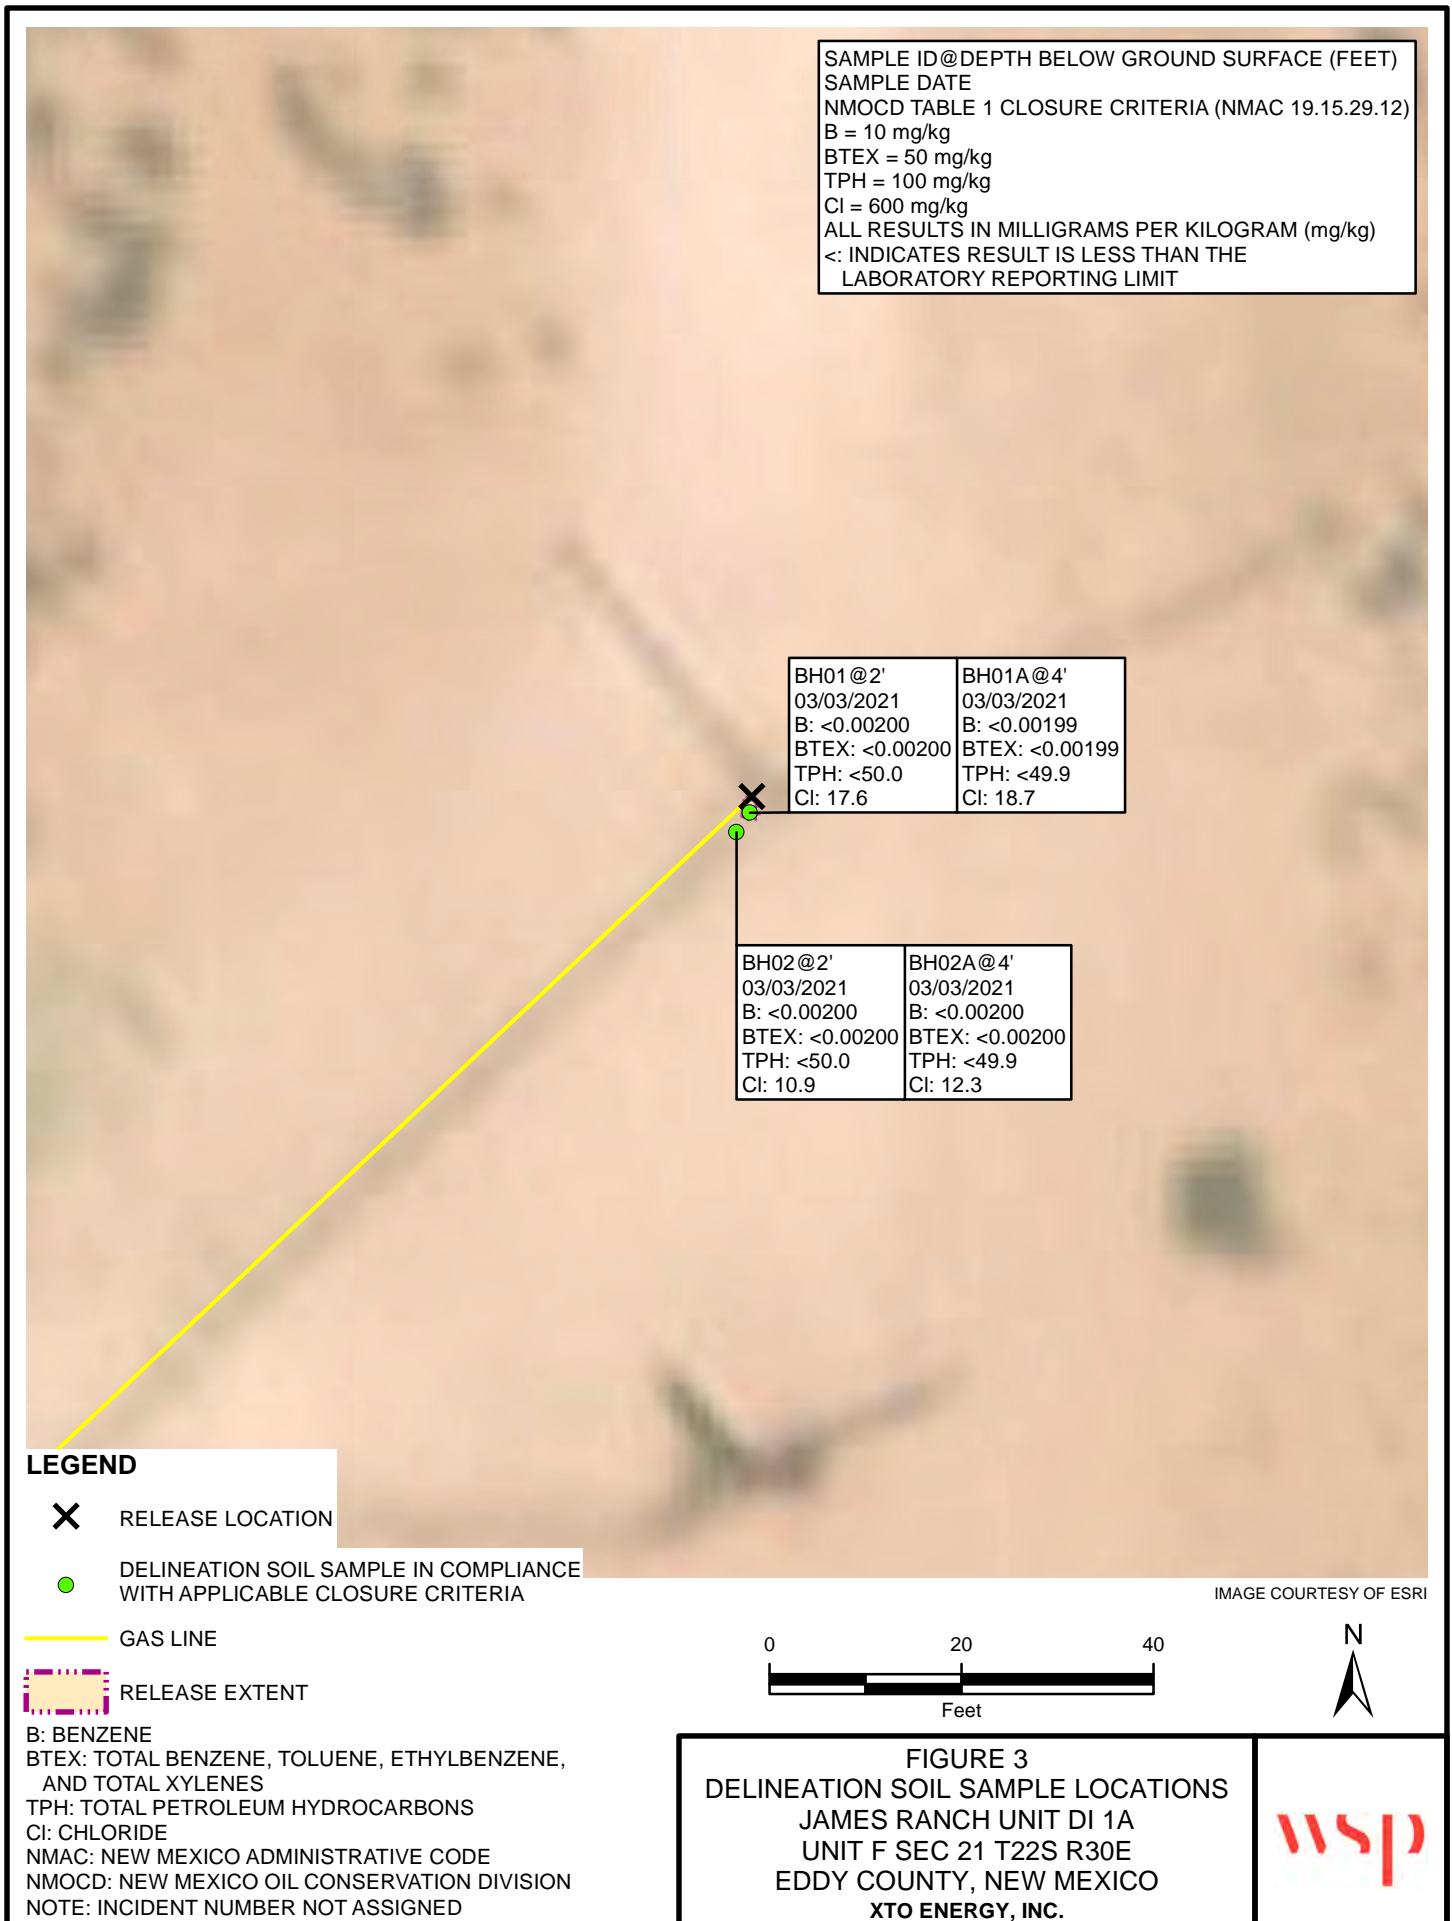 SAMPLE ID@DEPTH BELOW GROUND SURFACE (FEET)
SAMPLE DATE
NMOCD TABLE 1 CLOSURE CRITERIA (NMAC 19.15.29.12)
B = 10 mg/kg
BTEX = 50 mg/kg
TPH = 100 mg/kg
Cl = 600 mg/kg
ALL RESULTS IN MILLIGRAMS PER KILOGRAM (mg/kg)
<: INDICATES RESULT IS LESS THAN THE
LABORATORY REPORTING LIMIT
BH01@2'
03/03/2021
B: <0.00200
BTEX: <0.00200
TPH: <50.0
Cl: 17.6
BH01A@4'
03/03/2021
B: <0.00199
BTEX: <0.00199
TPH: <49.9
Cl: 18.7
BH02@2'
03/03/2021
B: <0.00200
BTEX: <0.00200
TPH: <50.0
Cl: 10.9
BH02A@4'
03/03/2021
B: <0.00200
BTEX: <0.00200
TPH: <49.9
Cl: 12.3
LEGEND
RELEASE LOCATION
DELINEATION SOIL SAMPLE IN COMPLIANCE
WITH APPLICABLE CLOSURE CRITERIA
GAS LINE
RELEASE EXTENT
B: BENZENE
BTEX: TOTAL BENZENE, TOLUENE, ETHYLBENZENE,
AND TOTAL XYLENES
TPH: TOTAL PETROLEUM HYDROCARBONS
Cl: CHLORIDE
NMAC: NEW MEXICO ADMINISTRATIVE CODE
NMOCD: NEW MEXICO OIL CONSERVATION DIVISION
NOTE: INCIDENT NUMBER NOT ASSIGNED
IMAGE COURTESY OF ESRI
0 20 40
Feet
N
FIGURE 3
DELINEATION SOIL SAMPLE LOCATIONS
JAMES RANCH UNIT DI 1A
UNIT F SEC 21 T22S R30E
EDDY COUNTY, NEW MEXICO
XTO ENERGY, INC.
wsp